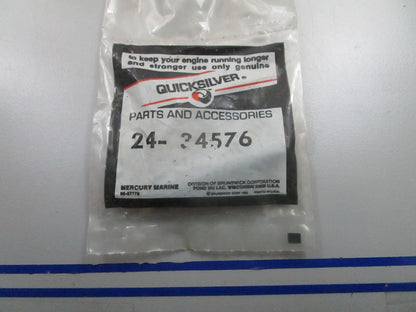 to keep your engine running longer
and stronger use only genuine
QUICKSILVER®
PARTS AND ACCESSORIES
24- 34576
MERCURY MARINE
DIVISION OF BRUNSWICK CORPORATION
FOND DU LAC, WISCONSIN 54935 U.S.A.